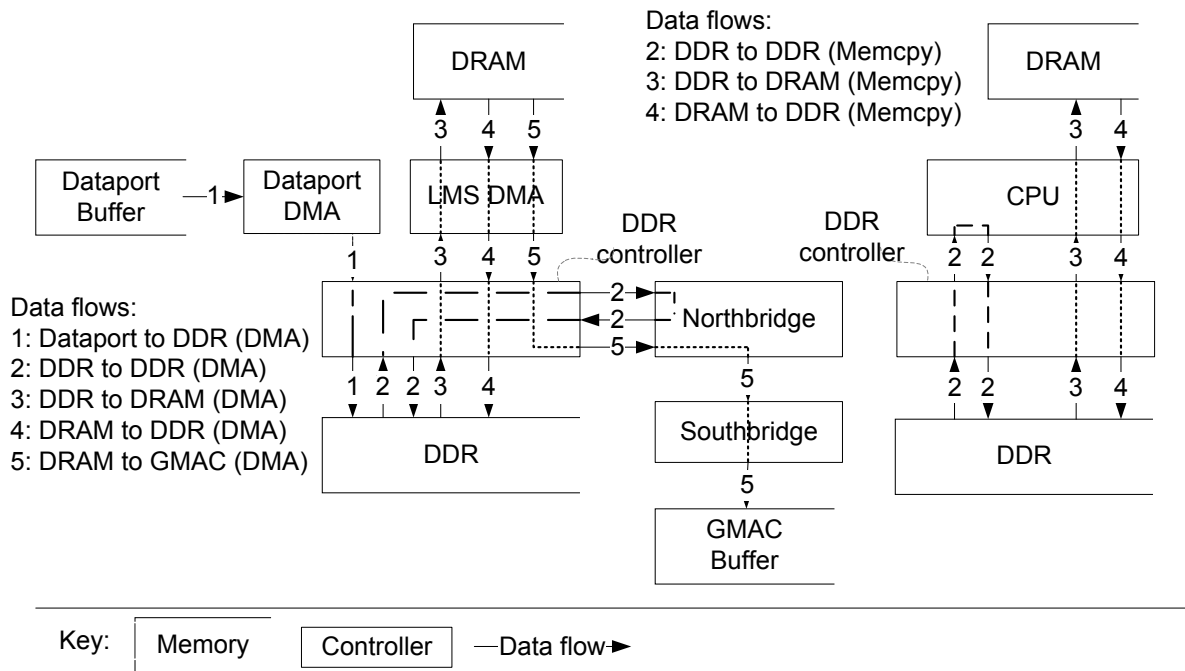 Data flows:
2: DDR to DDR (Memcpy)
3: DDR to DRAM (Memcpy)
4: DRAM to DDR (Memcpy)
DRAM
DRAM
3
4
5
3
4
Dataport
Buffer
1
Dataport
DMA
LMS DMA
CPU
DDR
controller
DDR
controller
1
3
4
5
2
2
3
4
2
2
5
Northbridge
Data flows:
1: Dataport to DDR (DMA)
2: DDR to DDR (DMA)
3: DDR to DRAM (DMA)
4: DRAM to DDR (DMA)
5: DRAM to GMAC (DMA)
1
2
2
3
4
5
2
2
3
4
DDR
Southbridge
DDR
5
GMAC
Buffer
Key:
Memory
Controller
Data flow